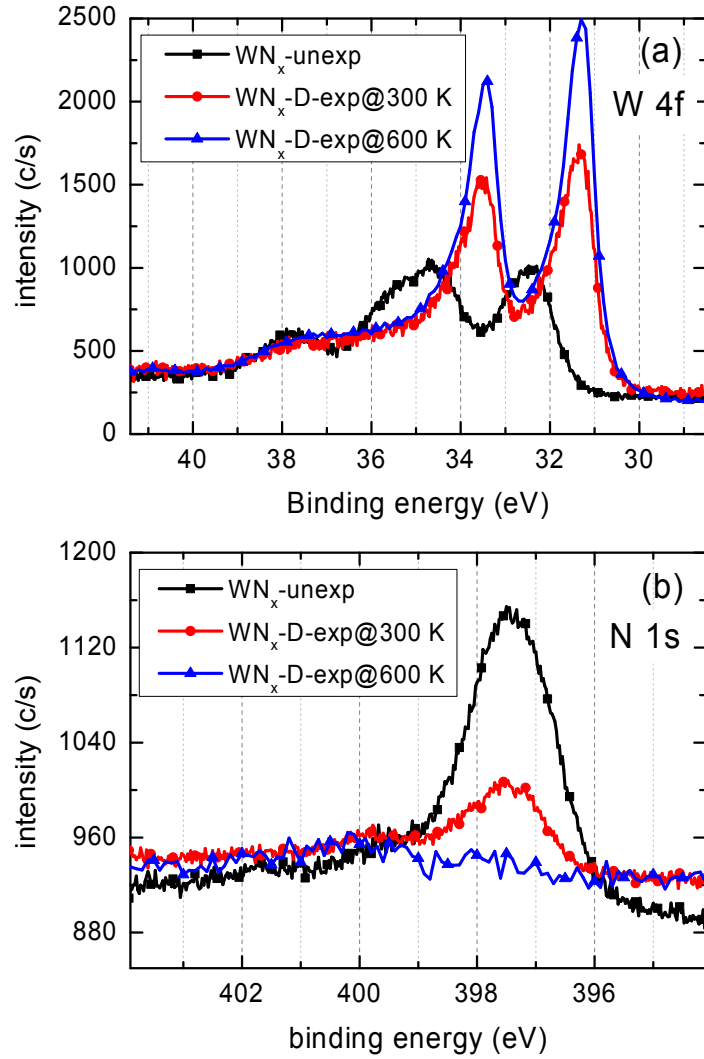 2500
2000
1500
1000
500
0
intensity (c/s)
WNx-unexp
WNx-D-exp@300 K
WNx-D-exp@600 K
(a)
W 4f
40 38 36 34 32 30
Binding energy (eV)
1200
1120
1040
960
880
intensity (c/s)
WNx-unexp
WNx-D-exp@300 K
WNx-D-exp@600 K
(b)
N 1s
402 400 398 396
binding energy (eV)